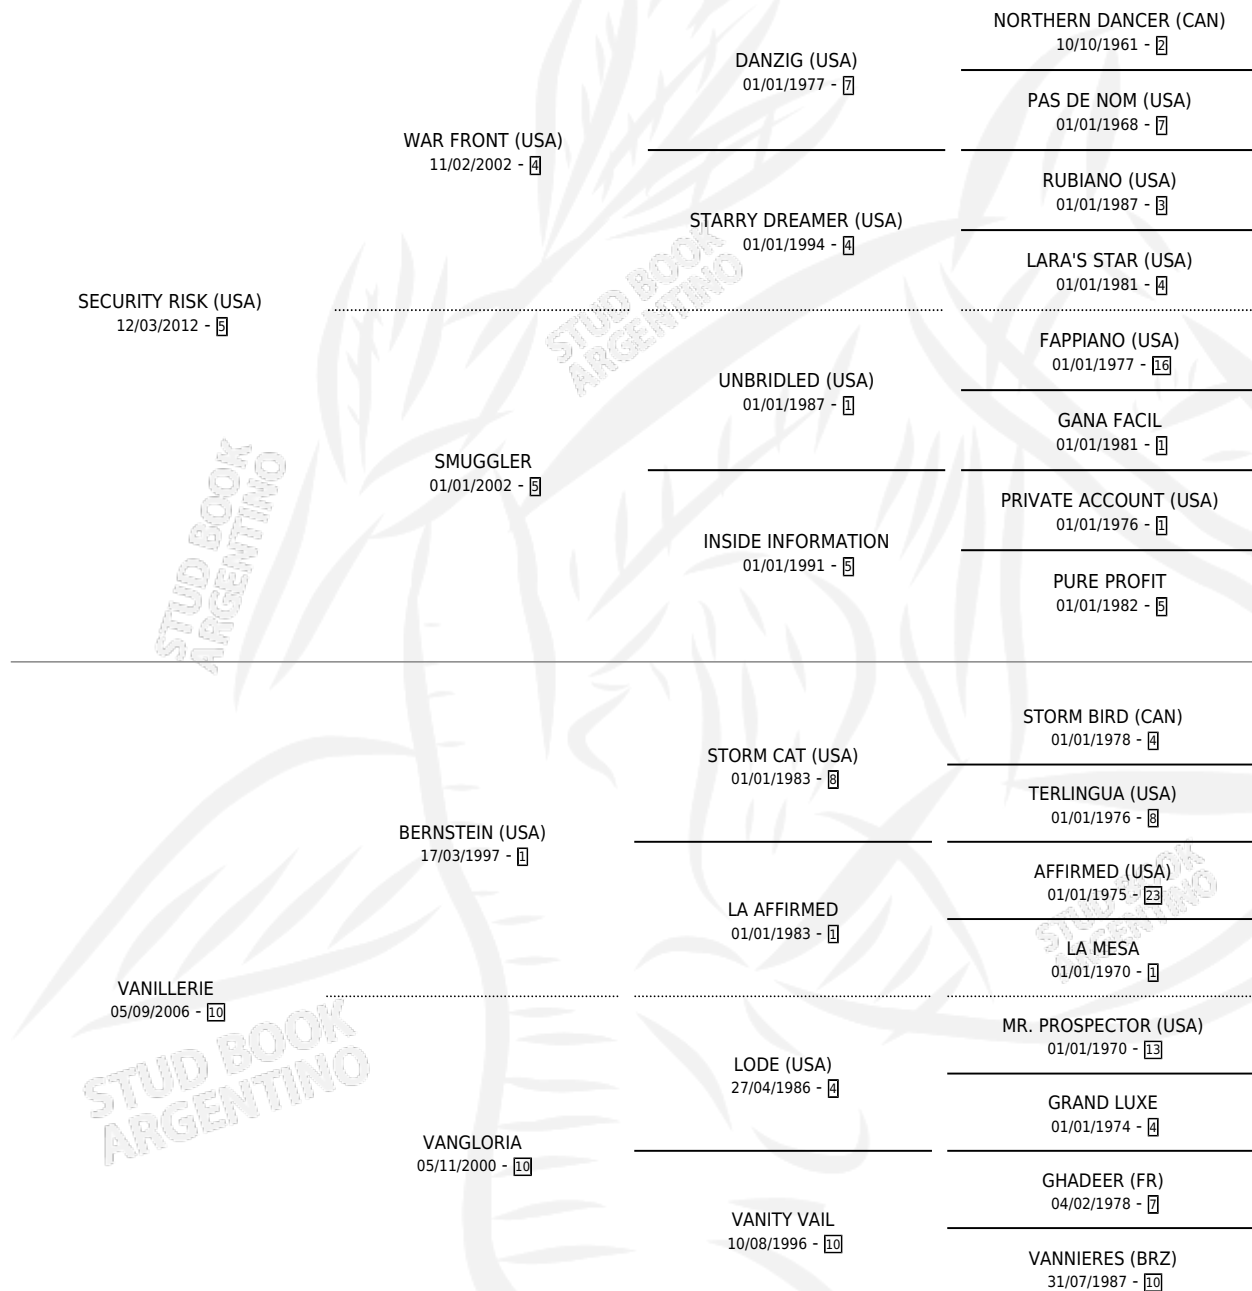 NORTHERN DANCER (CAN)
10/10/1961 - 2
DANZIG (USA)
01/01/1977 - 7
PAS DE NOM (USA)
01/01/1968 - 7
WAR FRONT (USA)
11/02/2002 - 4
RUBIANO (USA)
01/01/1987 - 3
STARRY DREAMER (USA)
01/01/1994 - 4
LARA'S STAR (USA)
01/01/1981 - 4
SECURITY RISK (USA)
12/03/2012 - 5
FAPPIANO (USA)
01/01/1977 - 16
UNBRIDLED (USA)
01/01/1987 - 1
GANA FACIL
01/01/1981 - 1
SMUGGLER
01/01/2002 - 5
PRIVATE ACCOUNT (USA)
01/01/1976 - 1
INSIDE INFORMATION
01/01/1991 - 5
PURE PROFIT
01/01/1982 - 5
STORM BIRD (CAN)
01/01/1978 - 4
STORM CAT (USA)
01/01/1983 - 8
TERLINGUA (USA)
01/01/1976 - 8
BERNSTEIN (USA)
17/03/1997 - 1
AFFIRMED (USA)
01/01/1975 - 23
LA AFFIRMED
01/01/1983 - 1
LA MESA
01/01/1970 - 1
VANILLERIE
05/09/2006 - 10
MR. PROSPECTOR (USA)
01/01/1970 - 13
LODE (USA)
27/04/1986 - 4
GRAND LUXE
01/01/1974 - 4
VANGLORIA
05/11/2000 - 10
GHADEER (FR)
04/02/1978 - 7
VANITY VAIL
10/08/1996 - 10
VANNIERES (BRZ)
31/07/1987 - 10
STUD BOOK
ARGENTINO
STUD BOOK
ARGENTINO
STUD BOOK
ARGENTINO
STUD BOOK
ARGENTINO